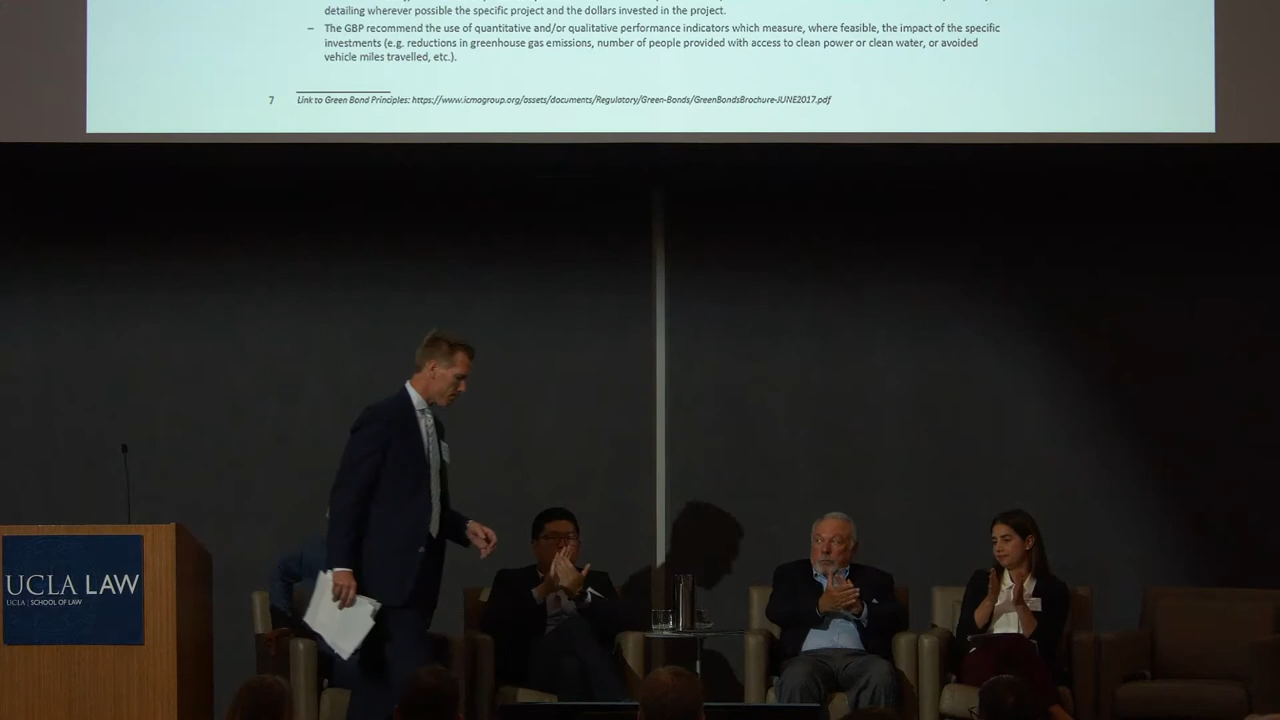 detailing wherever possible the specific project and the dollars invested in the project.
– The GBP recommend the use of quantitative and/or qualitative performance indicators which measure, where feasible, the impact of the specific
investments (e.g. reductions in greenhouse gas emissions, number of people provided with access to clean power or clean water, or avoided
vehicle miles travelled, etc.).
7 Link to Green Bond Principles: https://www.icmagroup.org/assets/documents/Regulatory/Green-Bonds/GreenBondsBrochure-JUNE2017.pdf
UCLA LAW
UCLA | SCHOOL OF LAW